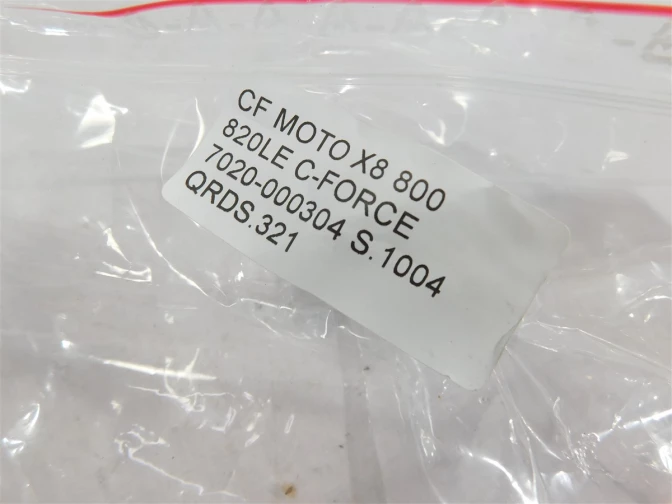 CF MOTO X8 800
820LE C-FORCE
7020-000304 S.1004
QRDS.321